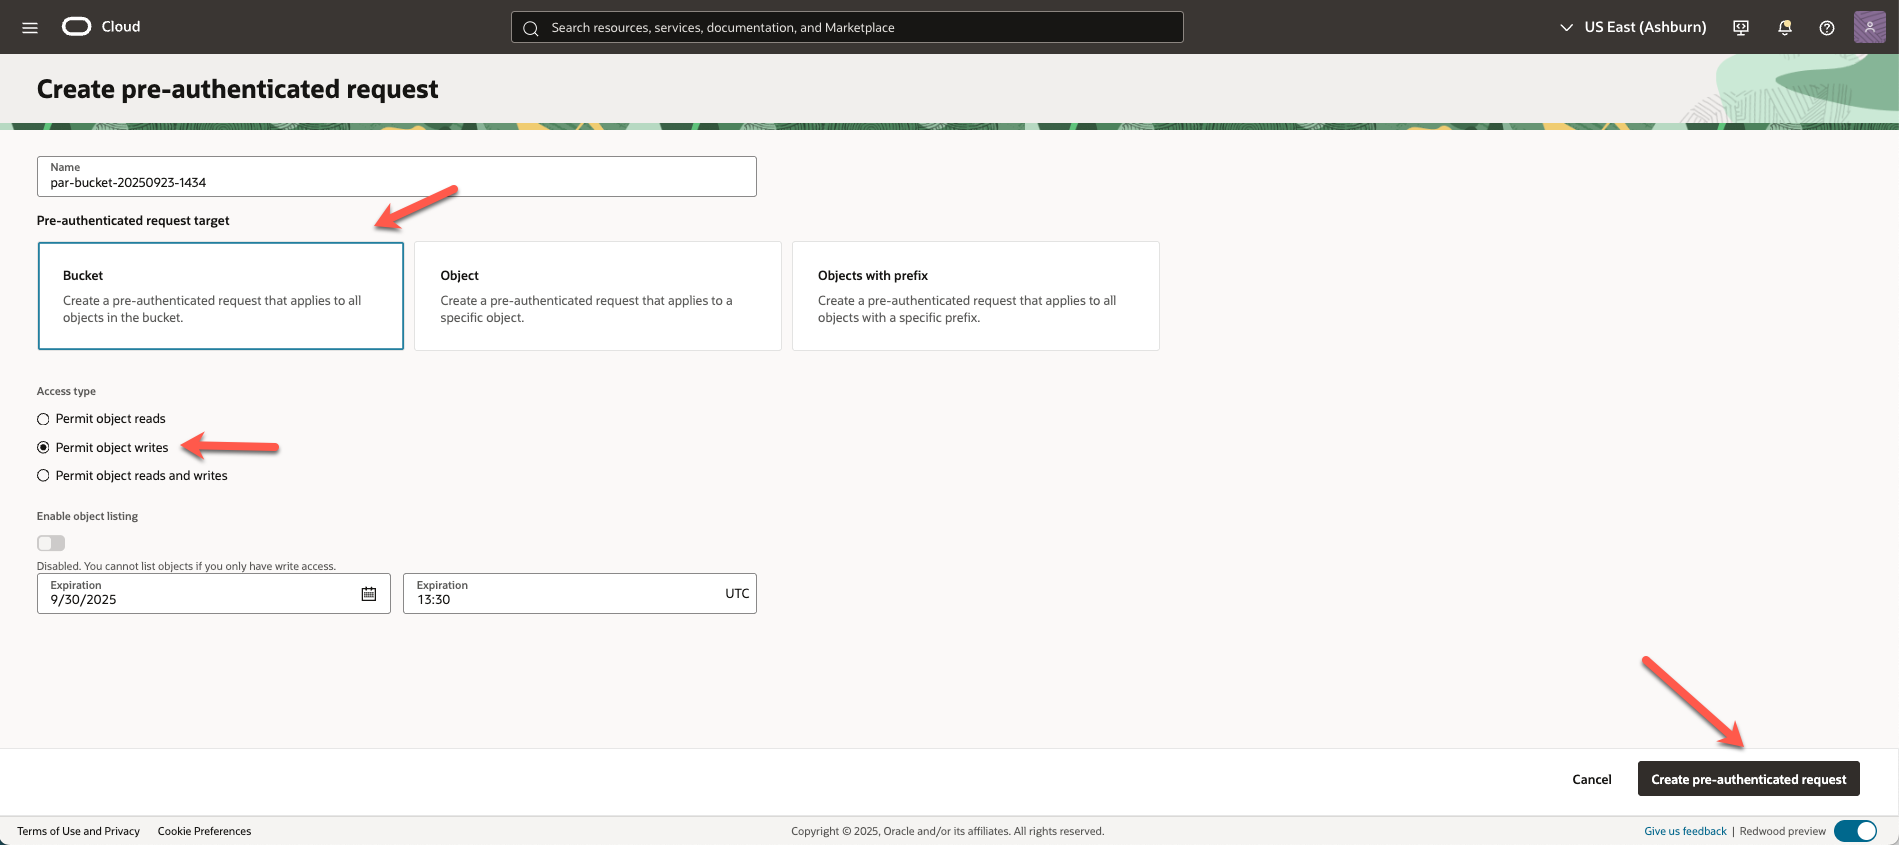 Cloud
Search resources, services, documentation, and Marketplace
US East (Ashburn)
Create pre-authenticated request
Name
par-bucket-20250923-1434
Pre-authenticated request target
Bucket
Create a pre-authenticated request that applies to all
objects in the bucket.
Object
Create a pre-authenticated request that applies to a
specific object.
Objects with prefix
Create a pre-authenticated request that applies to all
objects with a specific prefix.
Access type
Permit object reads
Permit object writes
Permit object reads and writes
Enable object listing
Disabled. You cannot list objects if you only have write access.
Expiration
9/30/2025
Expiration
13:30
UTC
Cancel
Create pre-authenticated request
Terms of Use and Privacy
Cookie Preferences
Copyright © 2025, Oracle and/or its affiliates. All rights reserved.
Give us feedback | Redwood preview